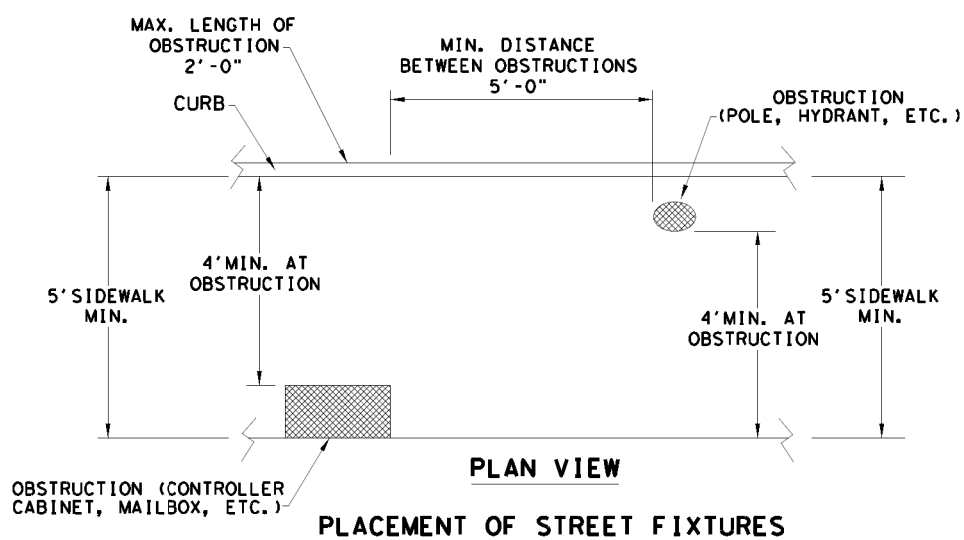 MAX. LENGTH OF
OBSTRUCTION
2'-0"
CURB
MIN. DISTANCE
BETWEEN OBSTRUCTIONS
5'-0"
OBSTRUCTION
(POLE, HYDRANT, ETC.)
4'MIN. AT
OBSTRUCTION
5'SIDEWALK
MIN.
4'MIN. AT
OBSTRUCTION
5'SIDEWALK
MIN.
OBSTRUCTION (CONTROLLER
CABINET, MAILBOX, ETC.)
PLAN VIEW
PLACEMENT OF STREET FIXTURES